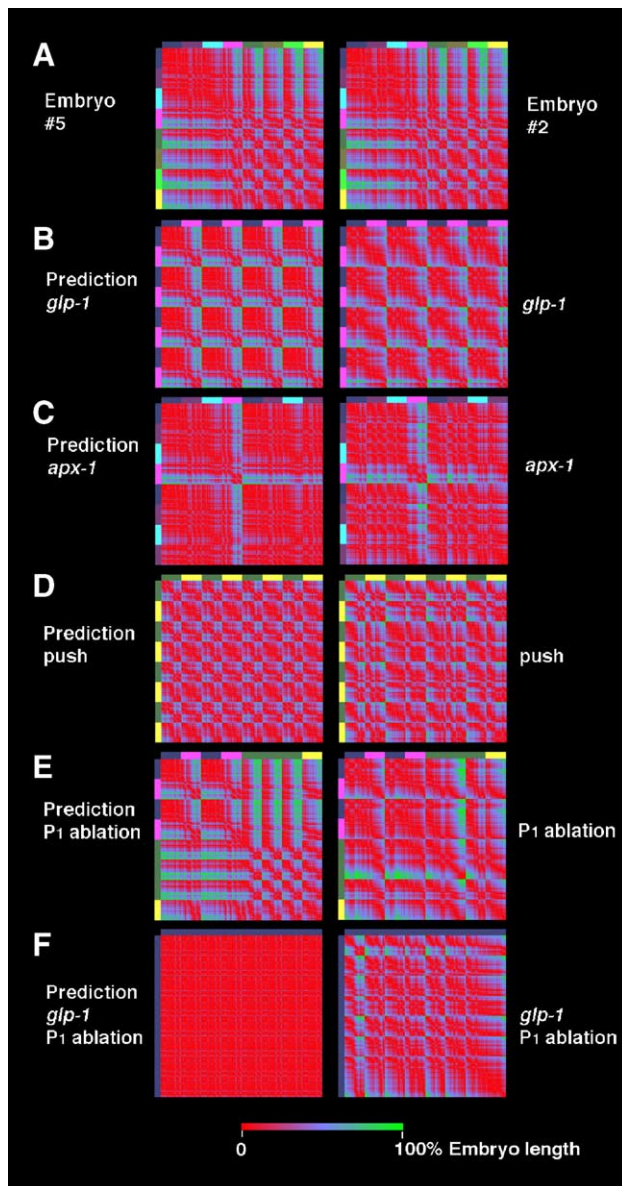 A
Embryo
#5
Embryo
#2
B
Prediction
glp-1
glp-1
C
Prediction
apx-1
apx-1
D
Prediction
push
push
E
Prediction
P1 ablation
P1 ablation
F
Prediction
glp-1
P1 ablation
glp-1
P1 ablation
0
100% Embryo length